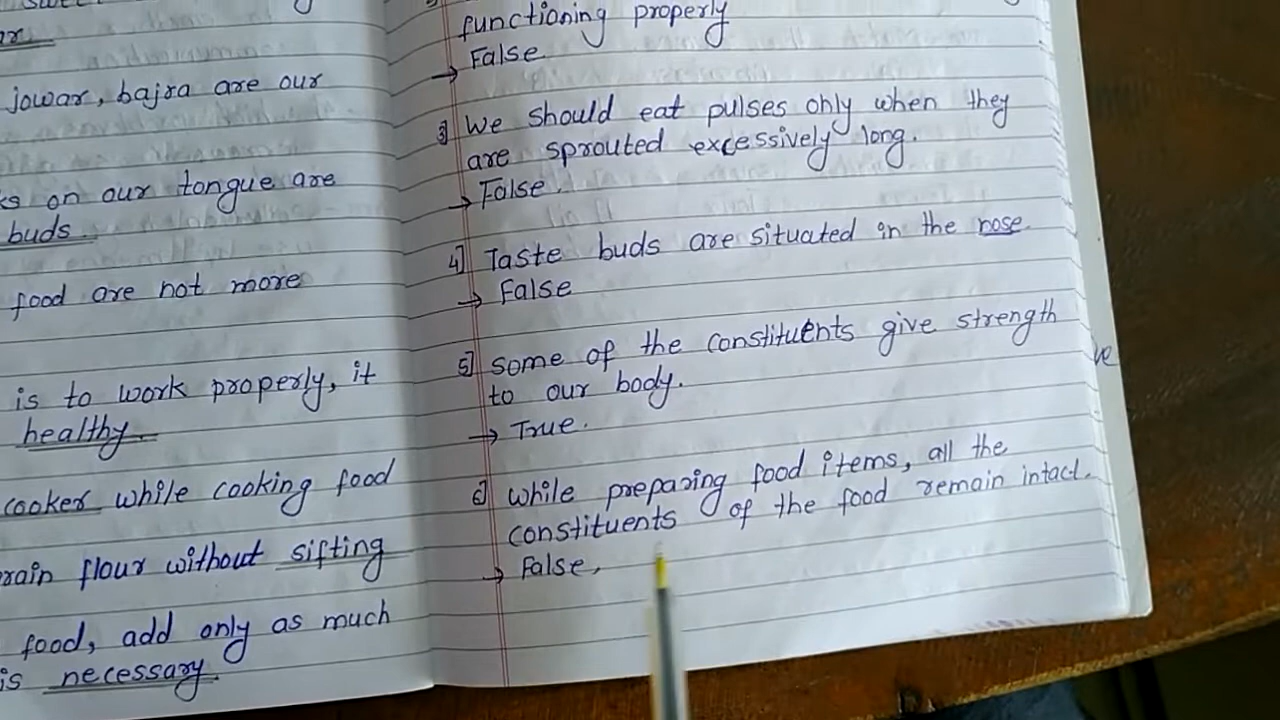 jowar, bajra are our
on our tongue are
buds
food are not more
is to work properly, it
healthy.
cooker while cooking food
flour without sifting
food, add only as much
is necessary.
functioning properly
→ False
3] We should eat pulses only when they
are sprouted excessively long.
→ False.
4] Taste buds are situated in the nose.
→ False
5] some of the constituents give strength
to our body.
→ True.
6] while preparing food items, all the
constituents of the food remain intact.
→ False,